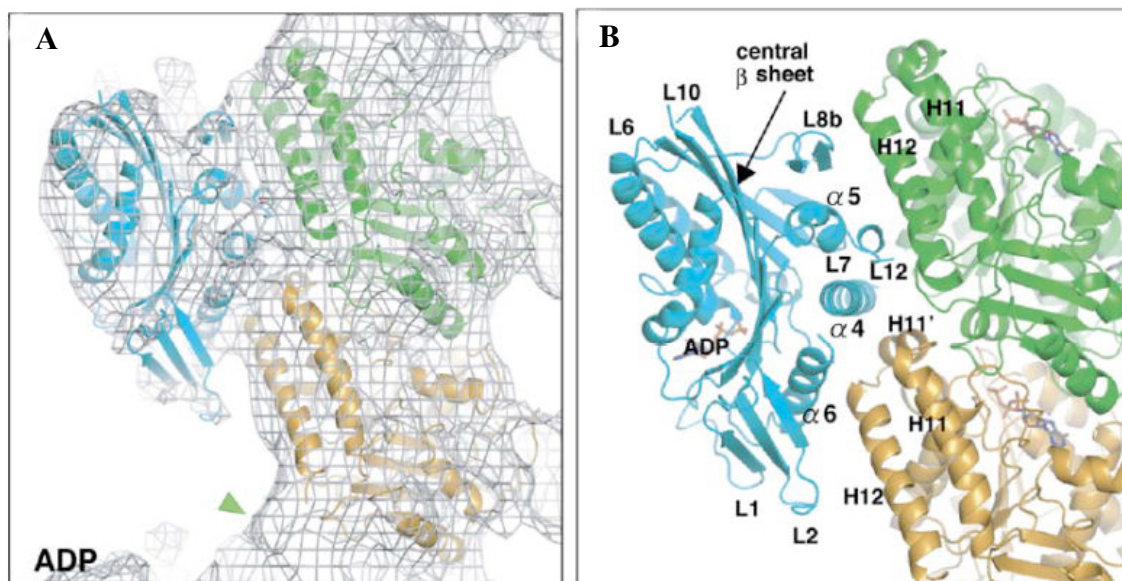 A
ADP
B
central
β sheet
L10
L6
L8b
H11
H12
α5
L7
L12
α4
H11'
ADP
α6
H11
H12
L1
L2